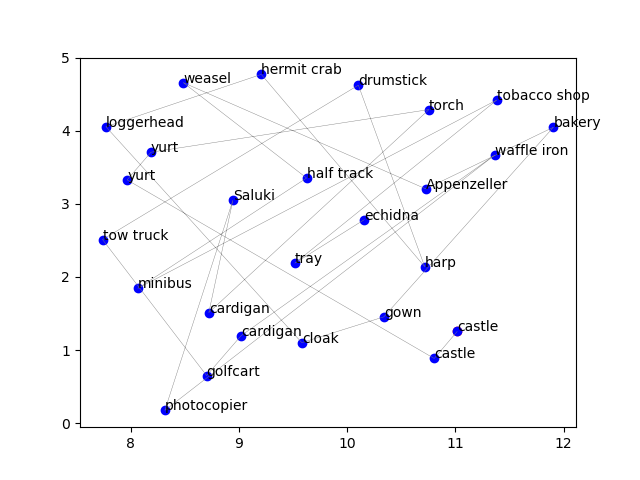 5
hermit crab
weasel
drustick
tobacco shop
torch
4
loggerhead
bakery
yurt
waffle iron
yurt
half track
Appenzeller
3
Saluki
echidna
tow truck
tray
harp
2
minibus
cardigan
gown
cardigan
castle
cloak
1
castle
golfcart
photocopier
0
8
9
10
11
12